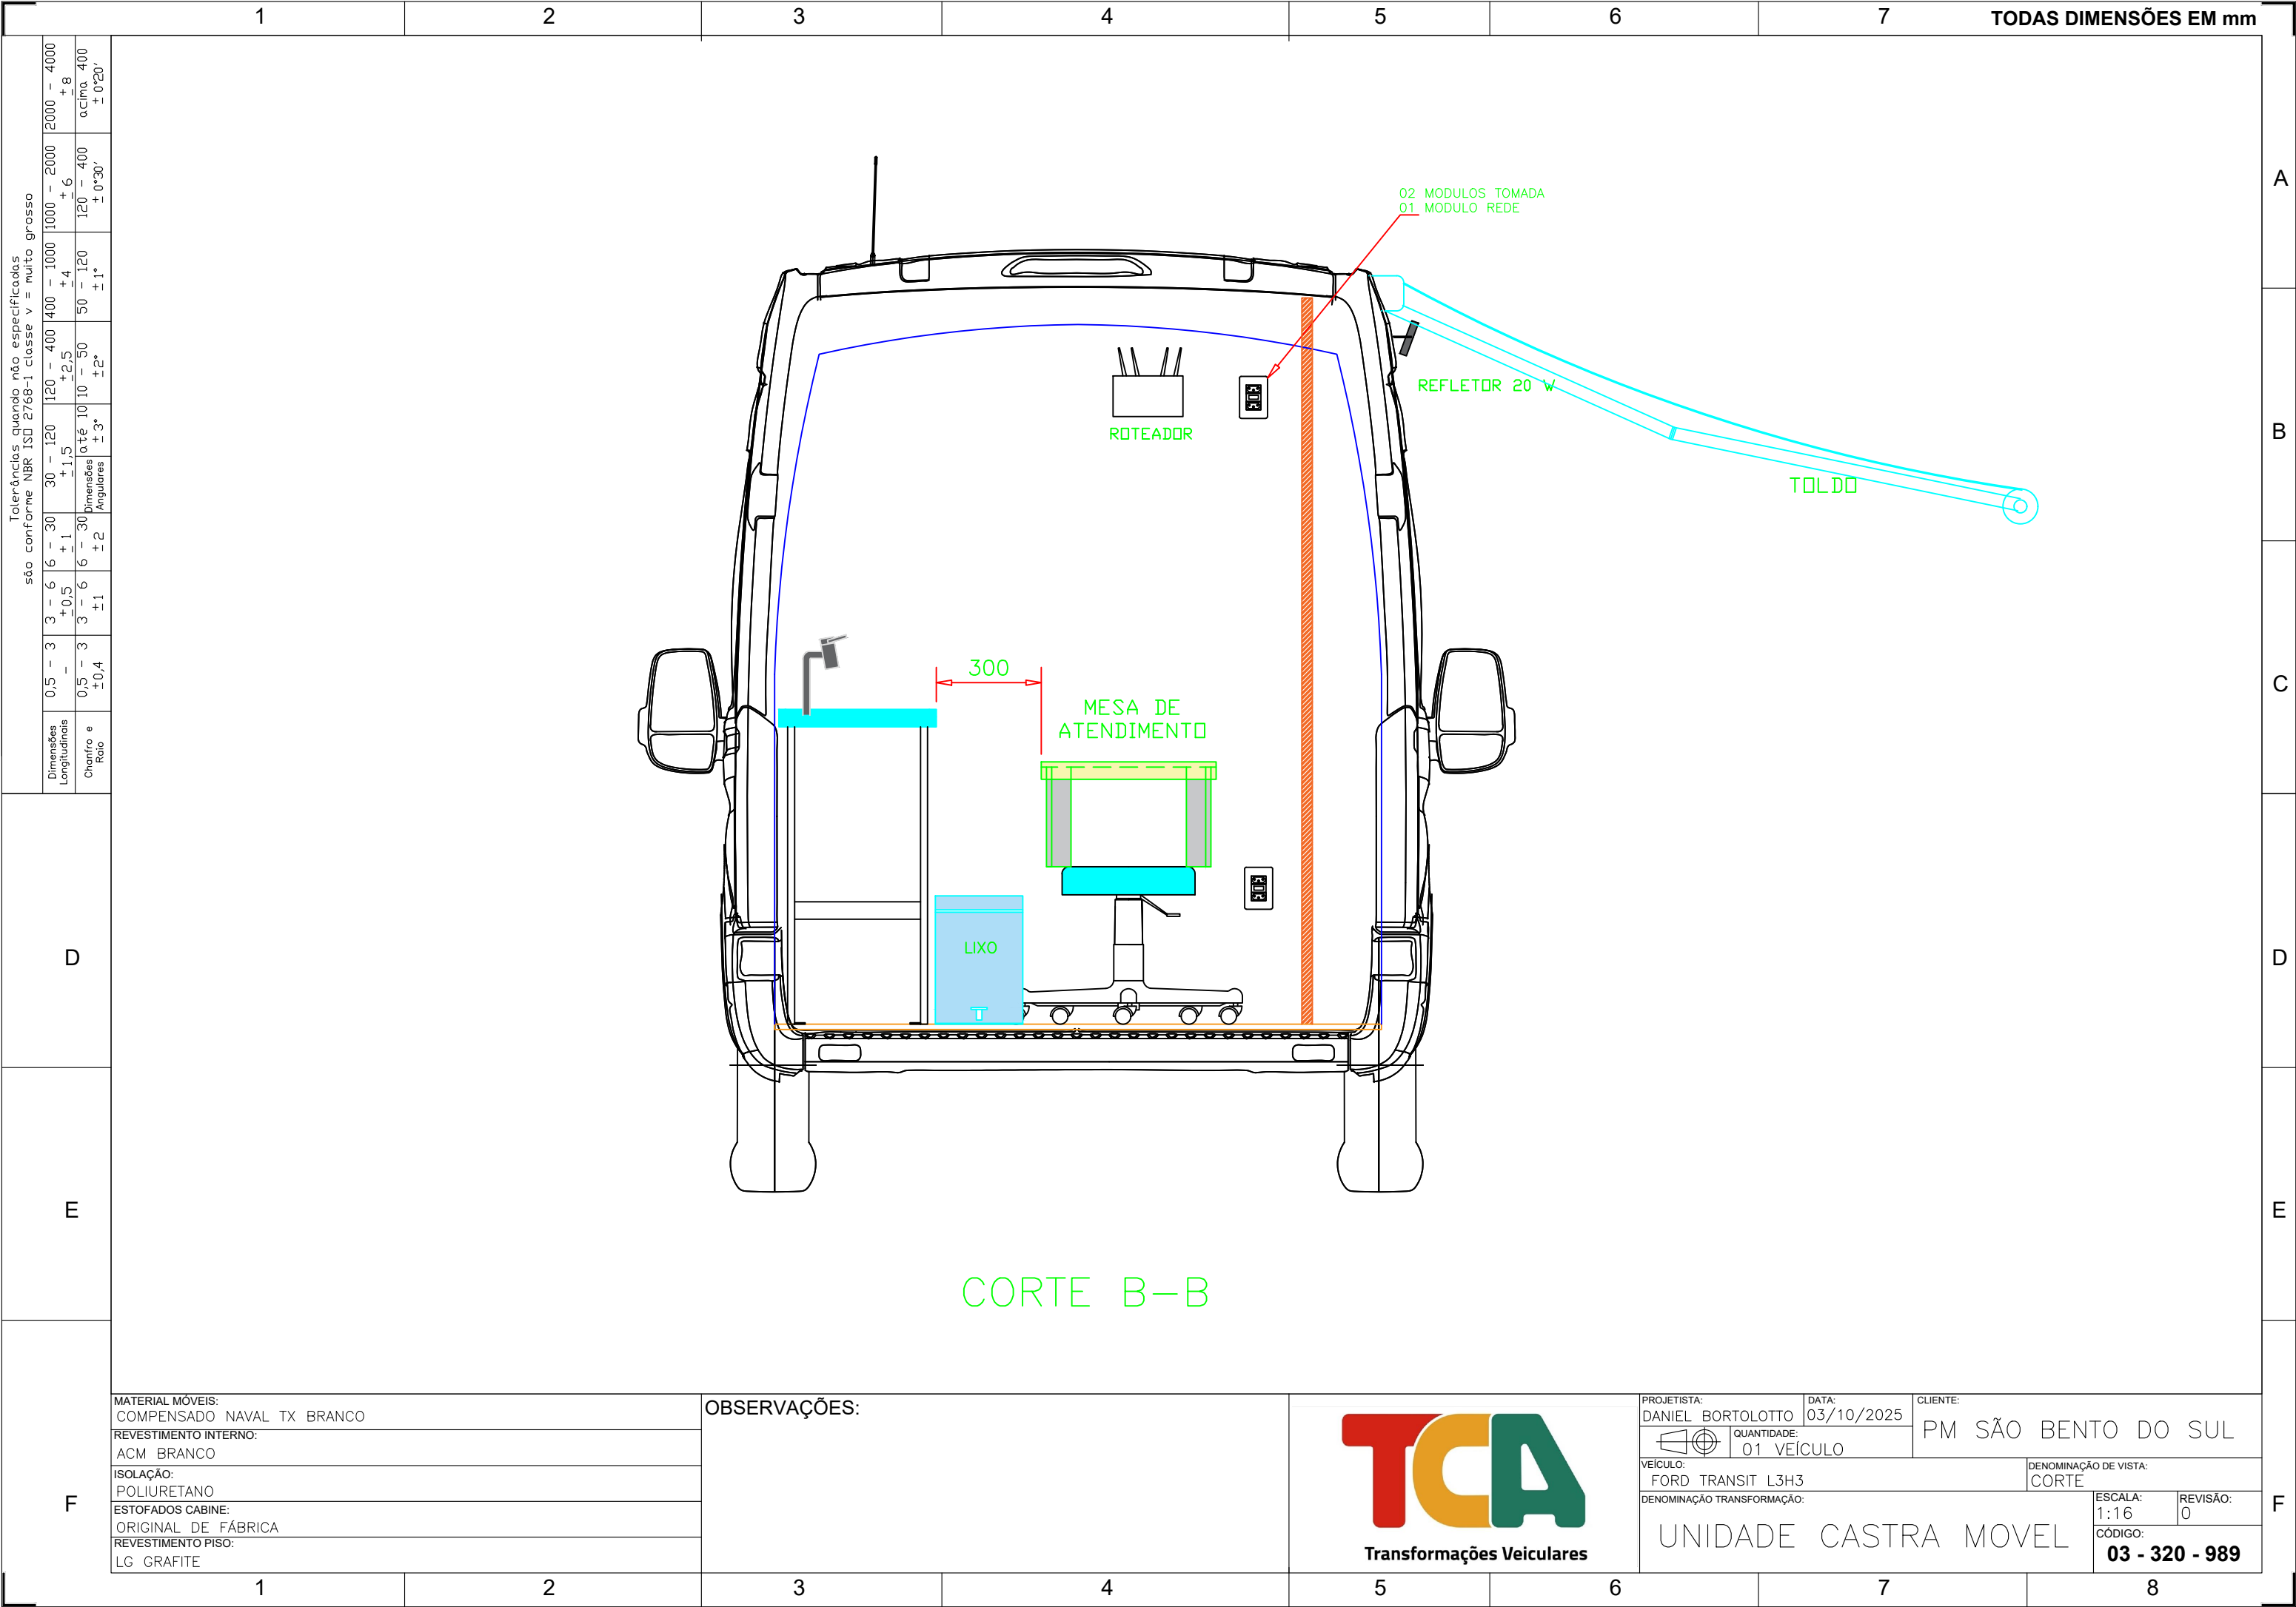 1 2 3 4 5 6 7 TODAS DIMENSÕES EM mm
Tolerâncias quando não especificadas
são conforme NBR ISO 2768-1 classe v = muito grosso
Dimensões Longitudinais
0,5 - 3
-
3 - 6
±0,5
6 - 30
±1
30 - 120
±1,5
120 - 400
±2,5
400 - 1000
±4
1000 - 2000
±6
2000 - 4000
±8
Chanfro e Raio
0,5 - 3
±0,4
3 - 6
±1
6 - 30
±2
Dimensões Angulares
até 10
±3°
10 - 50
±2°
50 - 120
±1°
120 - 400
±0°30'
acima 400
±0°20'
A
B
C
D
D
E
E
F
F
02 MODULOS TOMADA
01 MODULO REDE
REFLETOR 20 W
ROTEADOR
TOLDO
300
MESA DE
ATENDIMENTO
LIXO
CORTE B-B
MATERIAL MÓVEIS:
COMPENSADO NAVAL TX BRANCO
REVESTIMENTO INTERNO:
ACM BRANCO
ISOLAÇÃO:
POLIURETANO
ESTOFADOS CABINE:
ORIGINAL DE FÁBRICA
REVESTIMENTO PISO:
LG GRAFITE
OBSERVAÇÕES:
TCA
Transformações Veiculares
PROJETISTA:
DANIEL BORTOLOTTO
DATA:
03/10/2025
CLIENTE:
PM SÃO BENTO DO SUL
QUANTIDADE:
01 VEÍCULO
VEÍCULO:
FORD TRANSIT L3H3
DENOMINAÇÃO DE VISTA:
CORTE
DENOMINAÇÃO TRANSFORMAÇÃO:
UNIDADE CASTRA MOVEL
ESCALA:
1:16
REVISÃO:
0
CÓDIGO:
03 - 320 - 989
1 2 3 4 5 6 7 8